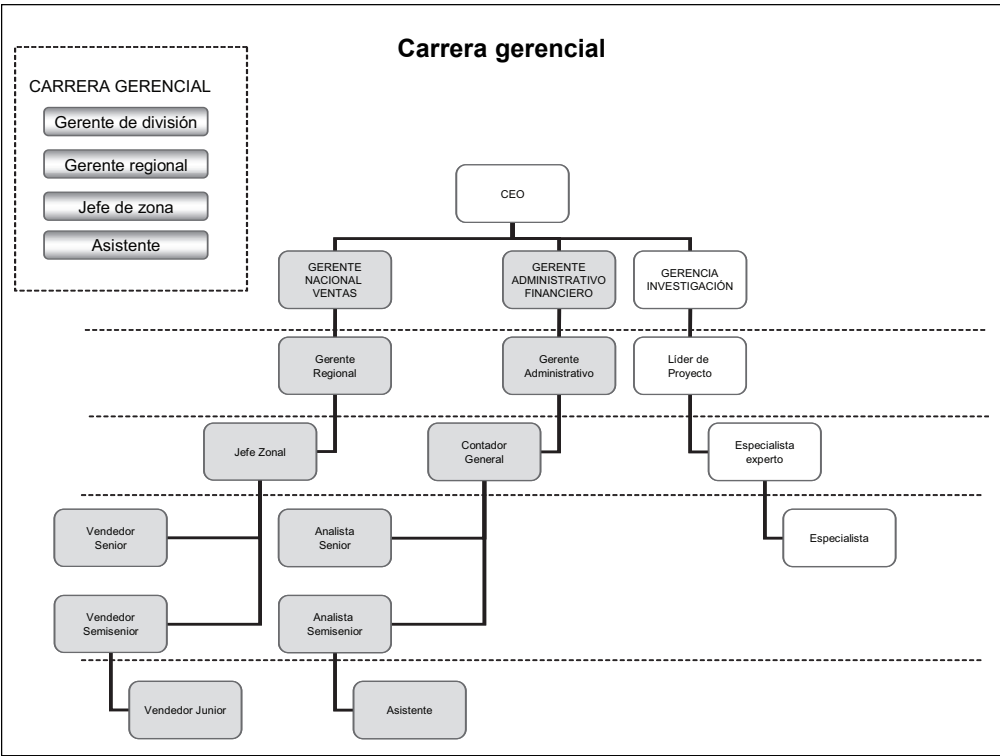 Carrera gerencial
CARRERA GERENCIAL
Gerente de división
Gerente regional
Jefe de zona
Asistente
CEO
GERENTE
NACIONAL
VENTAS
GERENTE
ADMINISTRATIVO
FINANCIERO
GERENCIA
INVESTIGACIÓN
Gerente
Regional
Gerente
Administrativo
Líder de
Proyecto
Jefe Zonal
Contador
General
Especialista
experto
Vendedor
Senior
Analista
Senior
Especialista
Vendedor
Semisenior
Analista
Semisenior
Vendedor Junior
Asistente